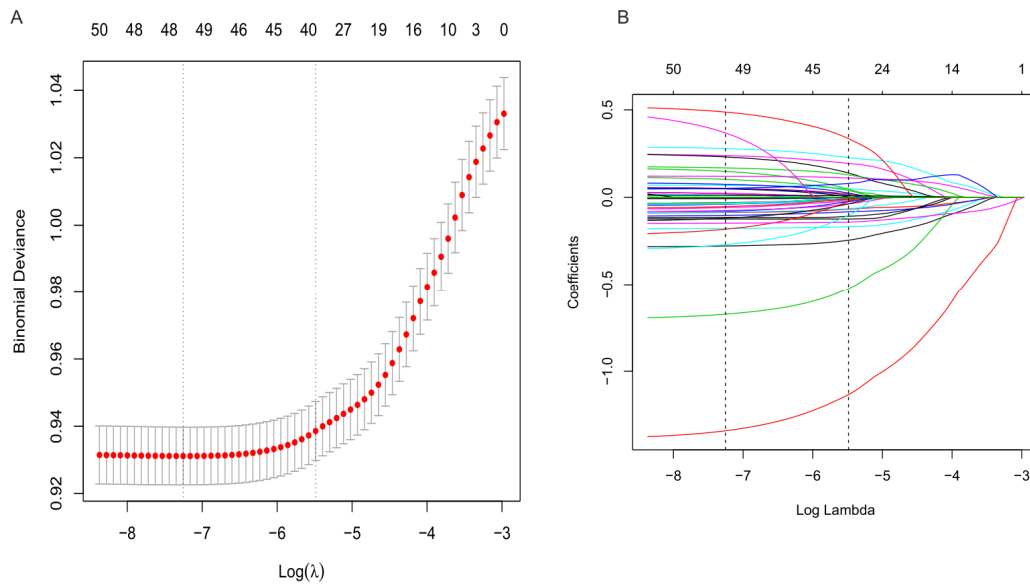 A
50 48 48 49 46 45 40 27 19 16 10 3 0
Binomial Deviance
1.04
1.02
1.00
0.98
0.96
0.94
0.92
−8 −7 −6 −5 −4 −3
Log(λ)
B
50 49 45 24 14 1
Coefficients
0.5
0.0
−0.5
−1.0
−8 −7 −6 −5 −4 −3
Log Lambda